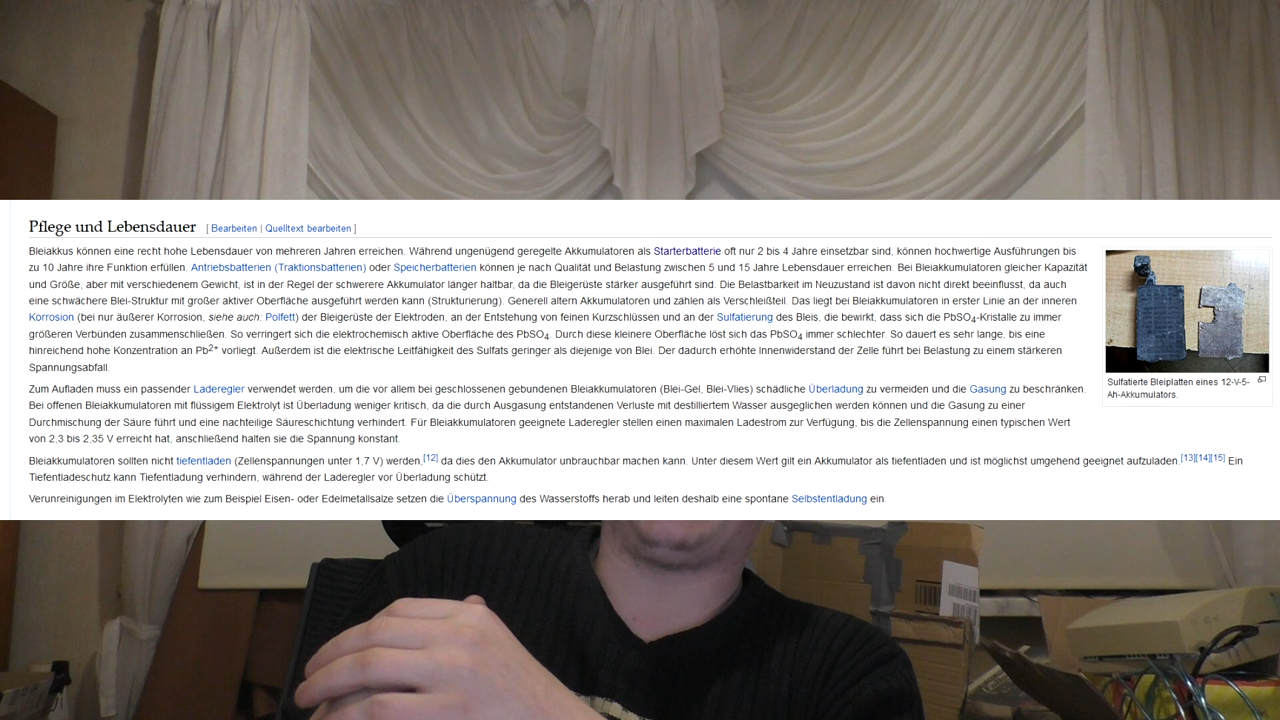 Pflege und Lebensdauer [ Bearbeiten | Quelltext bearbeiten ]
Bleiakkus können eine recht hohe Lebensdauer von mehreren Jahren erreichen. Während ungenügend geregelte Akkumulatoren als Starterbatterie oft nur 2 bis 4 Jahre einsetzbar sind, können hochwertige Ausführungen bis
zu 10 Jahre ihre Funktion erfüllen. Antriebsbatterien (Traktionsbatterien) oder Speicherbatterien können je nach Qualität und Belastung zwischen 5 und 15 Jahre Lebensdauer erreichen. Bei Bleiakkumulatoren gleicher Kapazität
und Größe, aber mit verschiedenem Gewicht, ist in der Regel der schwerere Akkumulator länger haltbar, da die Bleigerüste stärker ausgeführt sind. Die Belastbarkeit im Neuzustand ist davon nicht direkt beeinflusst, da auch
eine schwächere Blei-Struktur mit großer aktiver Oberfläche ausgeführt werden kann (Strukturierung). Generell altern Akkumulatoren und zählen als Verschleißteil. Das liegt bei Bleiakkumulatoren in erster Linie an der inneren
Korrosion (bei nur äußerer Korrosion, siehe auch: Polfett) der Bleigerüste der Elektroden, an der Entstehung von feinen Kurzschlüssen und an der Sulfatierung des Bleis, die bewirkt, dass sich die PbSO4-Kristalle zu immer
größeren Verbünden zusammenschließen. So verringert sich die elektrochemisch aktive Oberfläche des PbSO4. Durch diese kleinere Oberfläche löst sich das PbSO4 immer schlechter. So dauert es sehr lange, bis eine
hinreichend hohe Konzentration an Pb2+ vorliegt. Außerdem ist die elektrische Leitfähigkeit des Sulfats geringer als diejenige von Blei. Der dadurch erhöhte Innenwiderstand der Zelle führt bei Belastung zu einem stärkeren
Spannungsabfall.
Sulfatierte Bleiplatten eines 12-V-5-
Ah-Akkumulators.
Zum Aufladen muss ein passender Laderegler verwendet werden, um die vor allem bei geschlossenen gebundenen Bleiakkumulatoren (Blei-Gel, Blei-Vlies) schädliche Überladung zu vermeiden und die Gasung zu beschränken.
Bei offenen Bleiakkumulatoren mit flüssigem Elektrolyt ist Überladung weniger kritisch, da die durch Ausgasung entstandenen Verluste mit destilliertem Wasser ausgeglichen werden können und die Gasung zu einer
Durchmischung der Säure führt und eine nachteilige Säureschichtung verhindert. Für Bleiakkumulatoren geeignete Laderegler stellen einen maximalen Ladestrom zur Verfügung, bis die Zellenspannung einen typischen Wert
von 2,3 bis 2,35 V erreicht hat, anschließend halten sie die Spannung konstant.
Bleiakkumulatoren sollten nicht tiefentladen (Zellenspannungen unter 1,7 V) werden,[12] da dies den Akkumulator unbrauchbar machen kann. Unter diesem Wert gilt ein Akkumulator als tiefentladen und ist möglichst umgehend geeignet aufzuladen.[13][14][15] Ein
Tiefentladeschutz kann Tiefentladung verhindern, während der Laderegler vor Überladung schützt.
Verunreinigungen im Elektrolyten wie zum Beispiel Eisen- oder Edelmetallsalze setzen die Überspannung des Wasserstoffs herab und leiten deshalb eine spontane Selbstentladung ein.